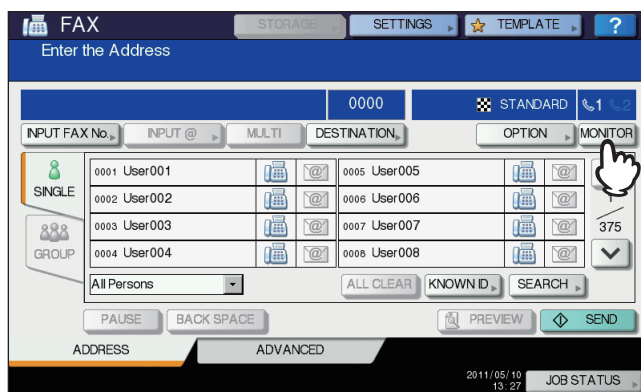 FAX STORAGE SETTINGS TEMPLATE ?
Enter the Address
0000 STANDARD 1 2
INPUT FAX No. INPUT @ MULTI DESTINATION OPTION MONITOR
SINGLE
GROUP
0001 User001 @ 0005 User005 @
0002 User002 @ 0006 User006 @
0003 User003 @ 0007 User007 @
0004 User004 @ 0008 User008 @
1
375
All Persons ALL CLEAR KNOWN ID SEARCH
PAUSE BACK SPACE PREVIEW SEND
ADDRESS ADVANCED
2011/05/10
13:27
JOB STATUS